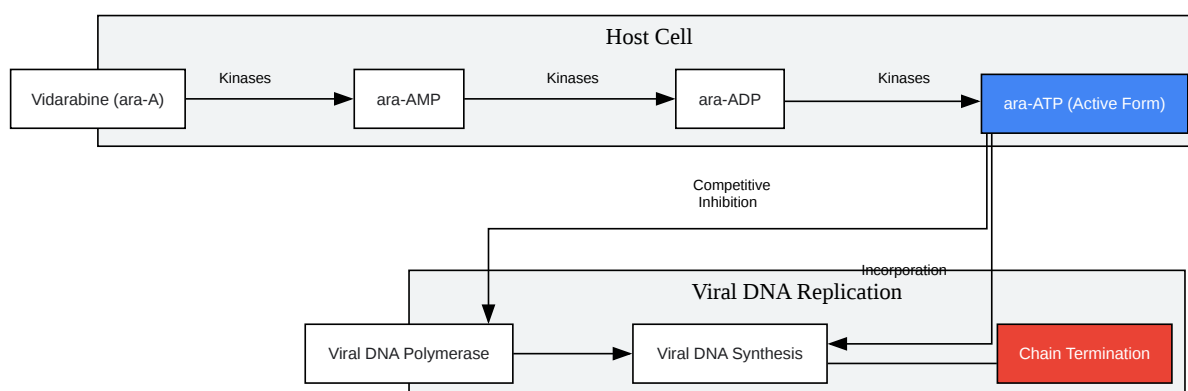 Host Cell
Kinases
Kinases
Kinases
Vidarabine (ara-A)
ara-AMP
ara-ADP
ara-ATP (Active Form)
Competitive
Inhibition
Incorporation
Viral DNA Replication
Viral DNA Polymerase
Viral DNA Synthesis
Chain Termination